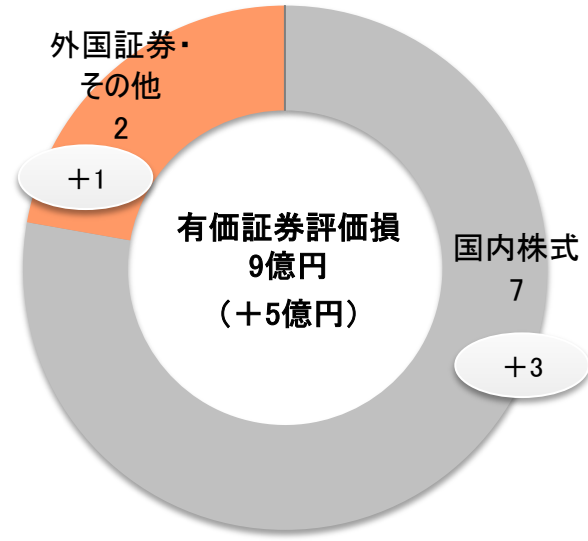 外国証券・
その他
2
＋1
有価証券評価損
9億円
（＋5億円）
国内株式
7
＋3